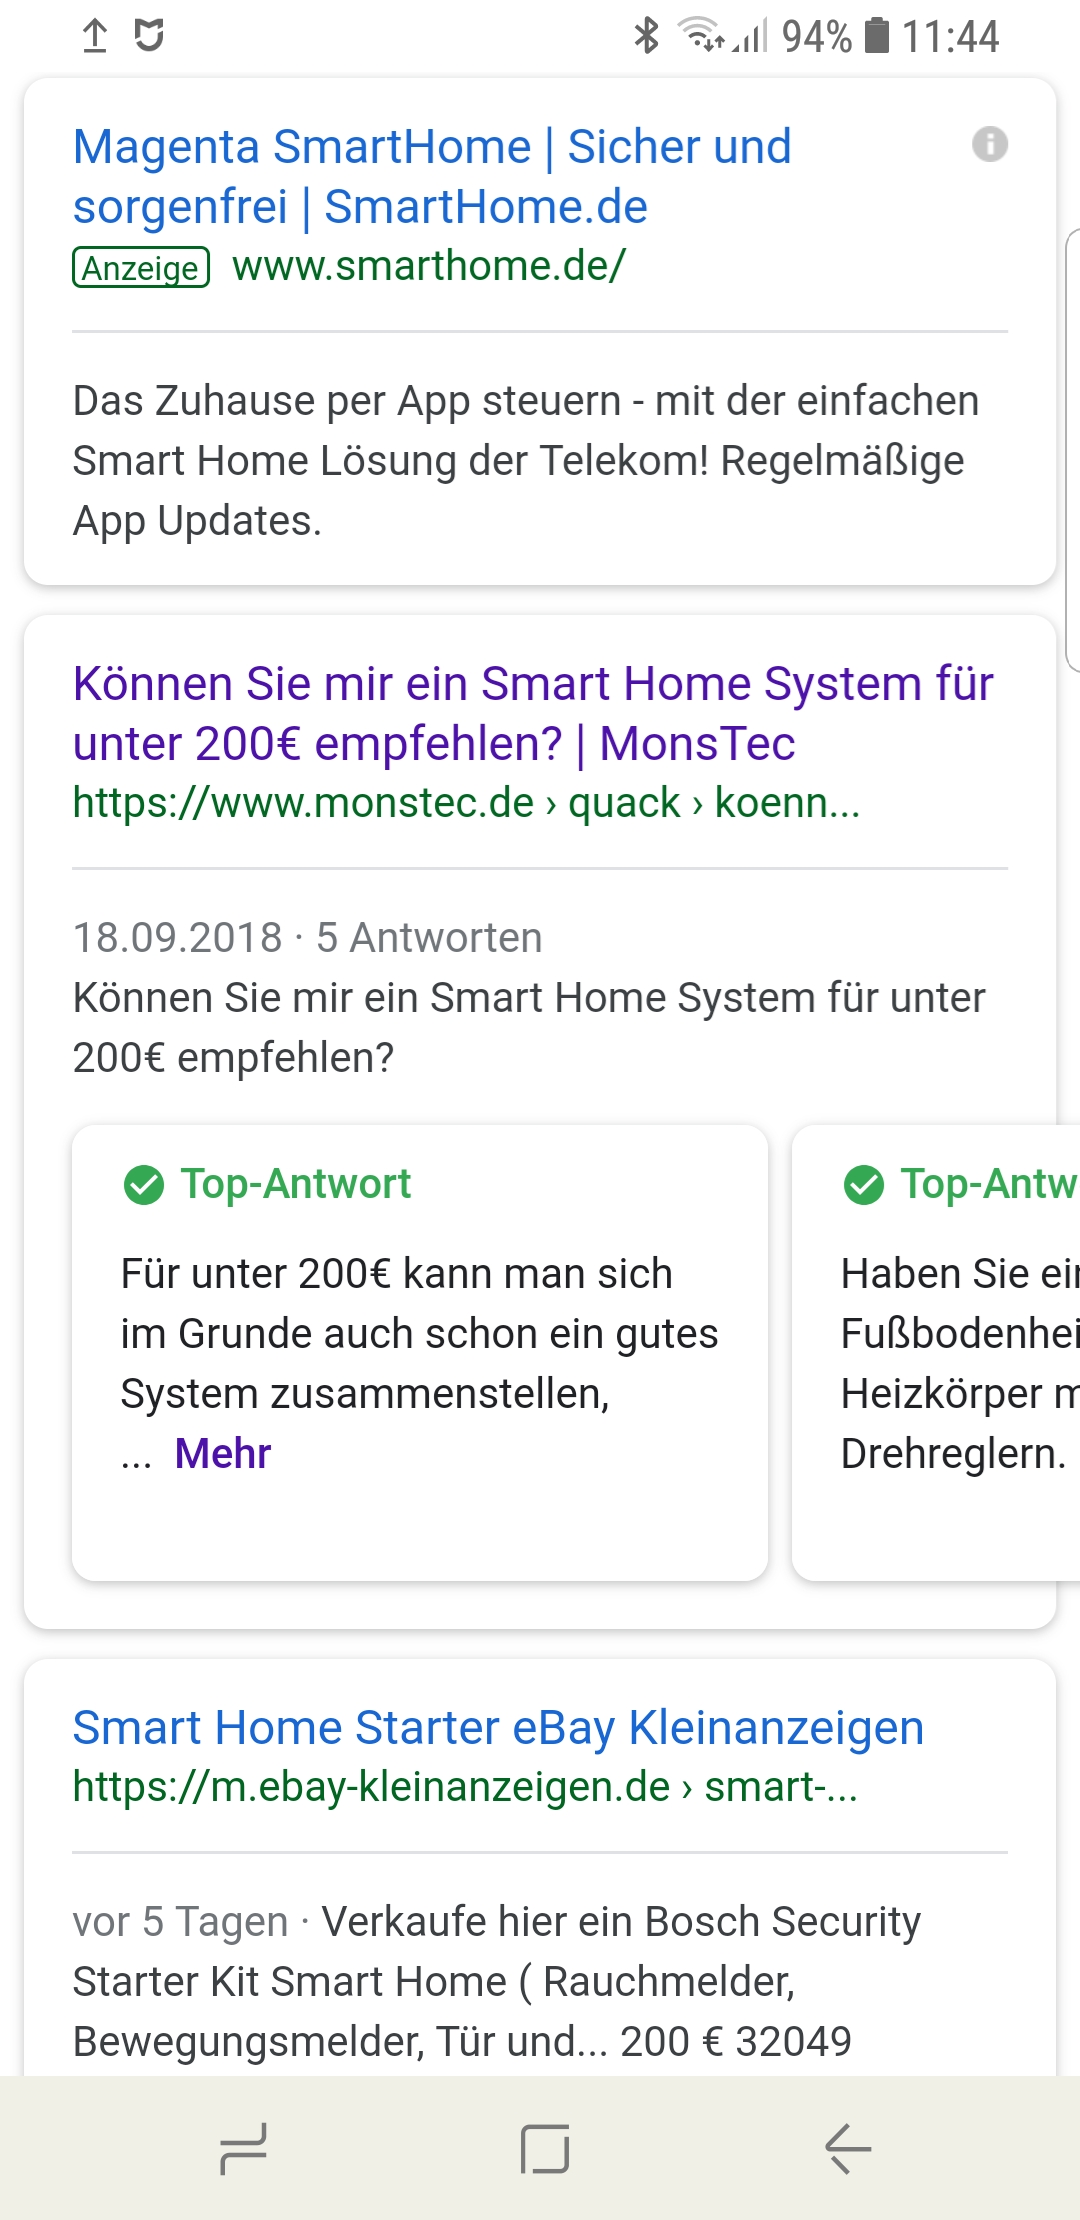 94% 11:44
Magenta SmartHome | Sicher und
sorgenfrei | SmartHome.de
Anzeige www.smarthome.de/
Das Zuhause per App steuern - mit der einfachen
Smart Home Lösung der Telekom! Regelmäßige
App Updates.
Können Sie mir ein Smart Home System für
unter 200€ empfehlen? | MonsTec
https://www.monstec.de › quack › koenn...
18.09.2018 · 5 Antworten
Können Sie mir ein Smart Home System für unter
200€ empfehlen?
Top-Antwort
Für unter 200€ kann man sich
im Grunde auch schon ein gutes
System zusammenstellen,
... Mehr
Top-Antw
Haben Sie ein
Fußbodenhei
Heizkörper m
Drehreglern.
Smart Home Starter eBay Kleinanzeigen
https://m.ebay-kleinanzeigen.de › smart-...
vor 5 Tagen · Verkaufe hier ein Bosch Security
Starter Kit Smart Home ( Rauchmelder,
Bewegungsmelder, Tür und... 200 € 32049